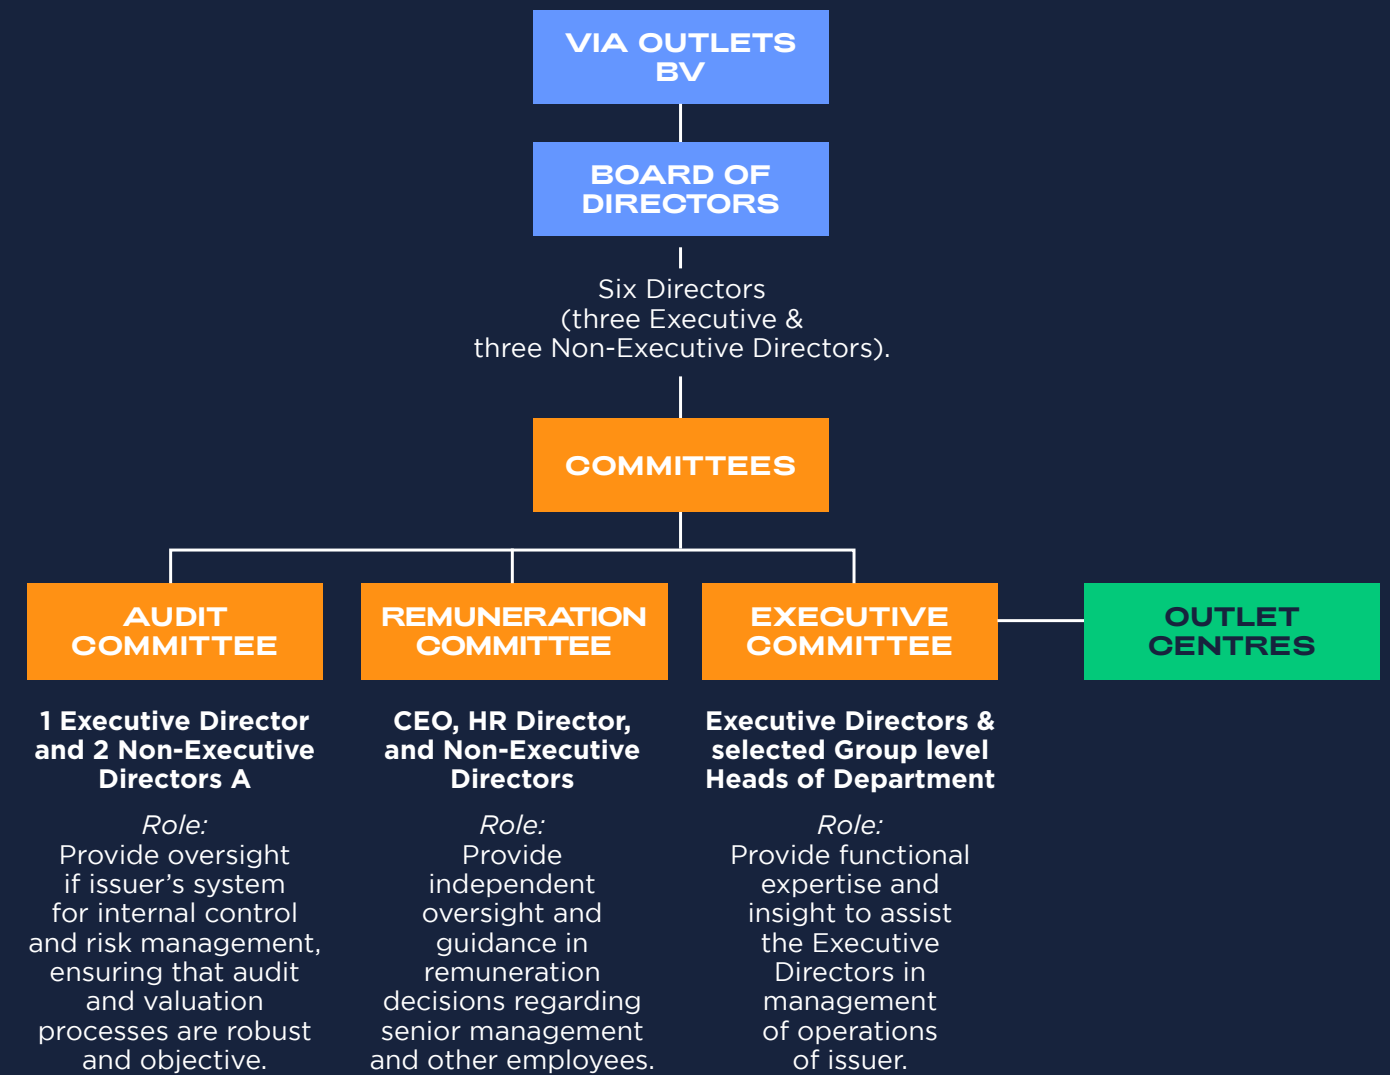 VIA OUTLETS
BV
BOARD OF
DIRECTORS
Six Directors
(three Executive &
three Non-Executive Directors).
COMMITTEES
AUDIT
COMMITTEE
1 Executive Director
and 2 Non-Executive
Directors A
Role:
Provide oversight
if issuer's system
for internal control
and risk management,
ensuring that audit
and valuation
processes are robust
and objective.
REMUNERATION
COMMITTEE
CEO, HR Director,
and Non-Executive
Directors
Role:
Provide
independent
oversight and
guidance in
remuneration
decisions regarding
senior management
and other employees.
EXECUTIVE
COMMITTEE
Executive Directors &
selected Group level
Heads of Department
Role:
Provide functional
expertise and
insight to assist
the Executive
Directors in
management
of operations
of issuer.
OUTLET
CENTRES